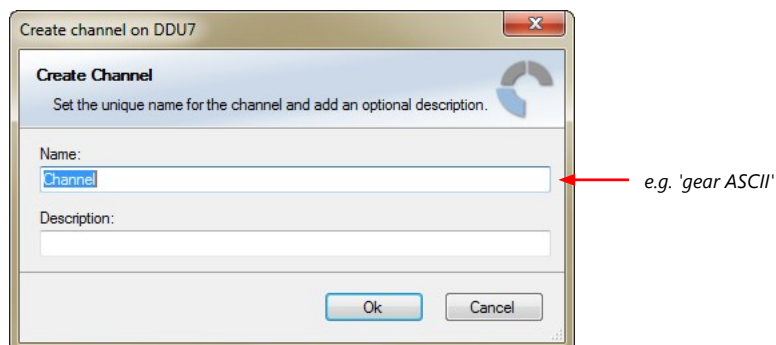 Create channel on DDU7
Create Channel
Set the unique name for the channel and add an optional description.
Name:
Channel
e.g. 'gear ASCII'
Description:
Ok
Cancel